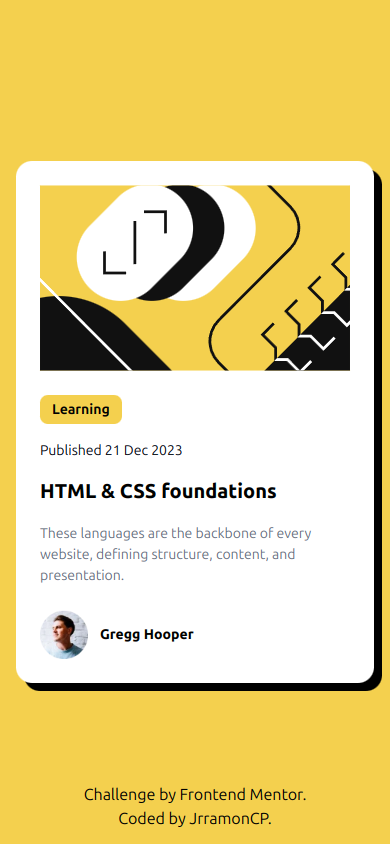 Learning
Published 21 Dec 2023
HTML & CSS foundations
These languages are the backbone of every
website, defining structure, content, and
presentation.
Gregg Hooper
Challenge by Frontend Mentor.
Coded by JrramonCP.